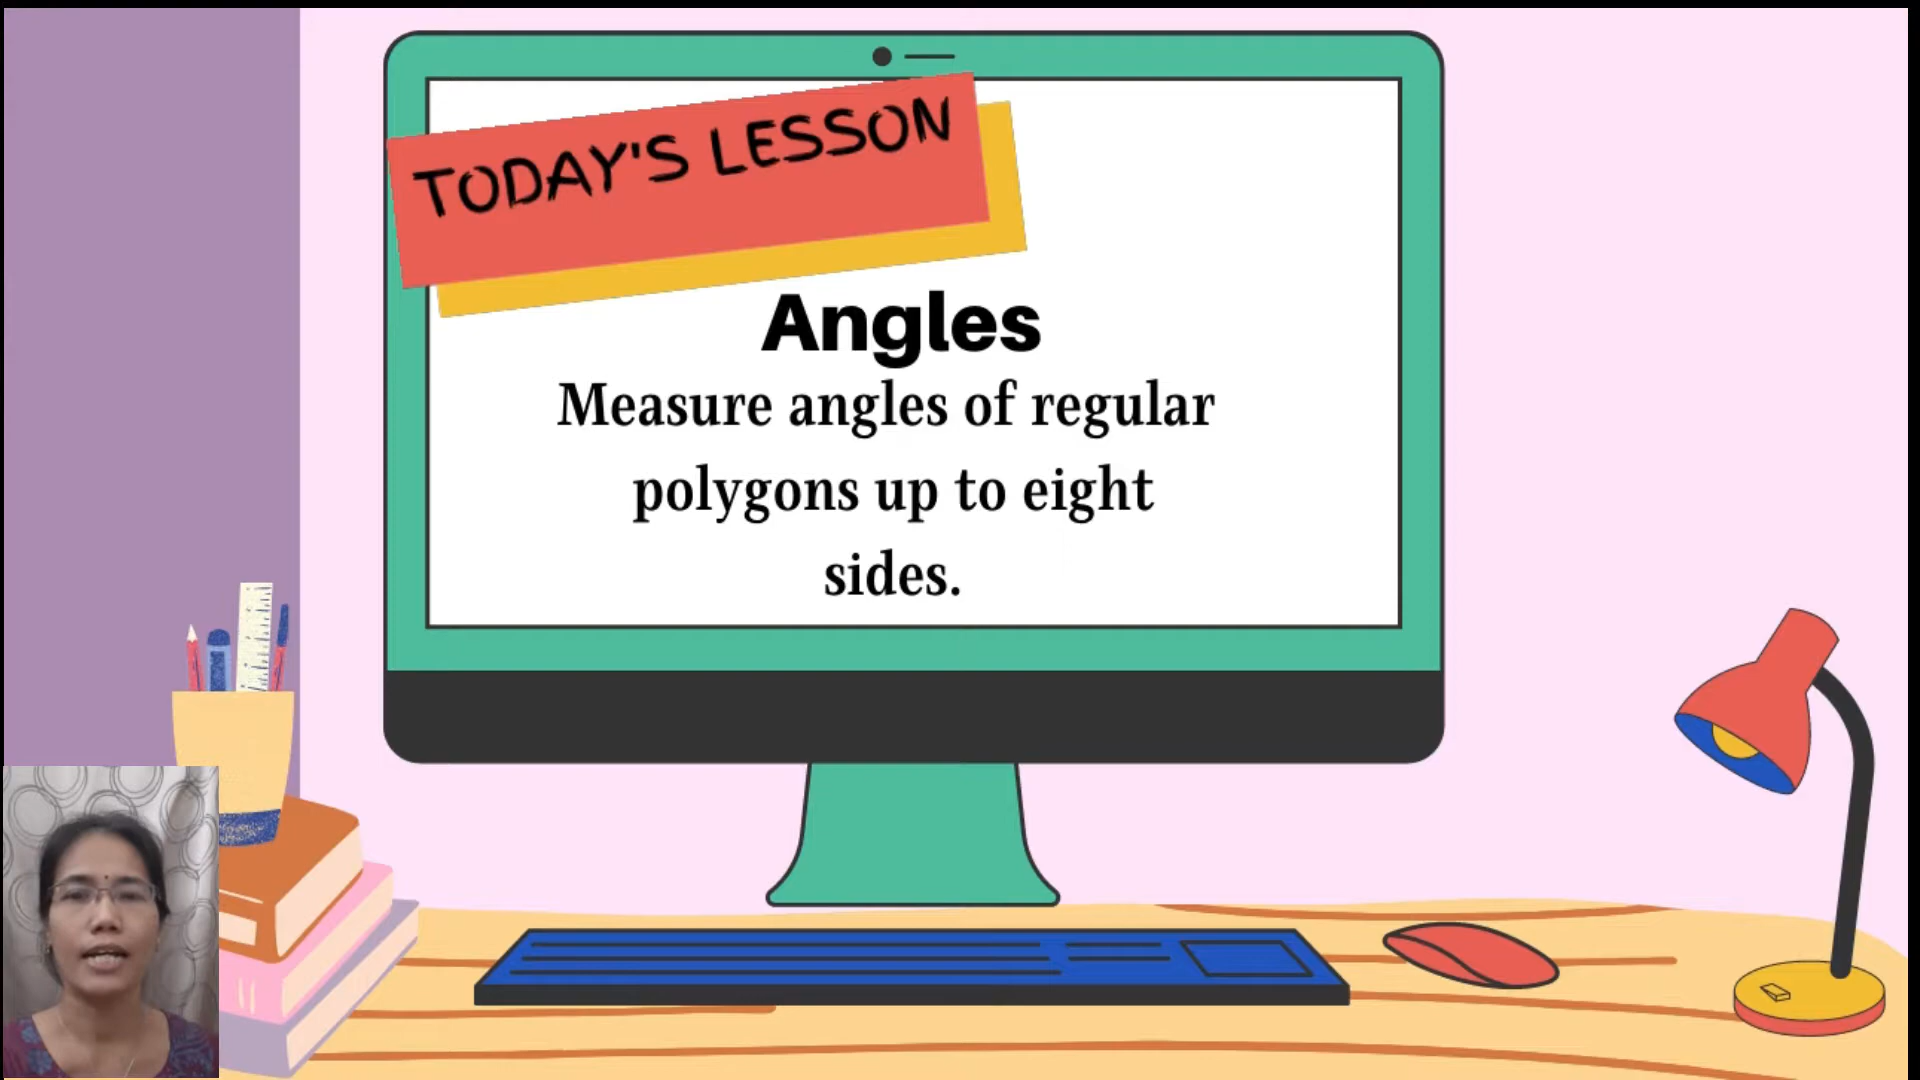 TODAY'S LESSON
Angles
Measure angles of regular
polygons up to eight
sides.